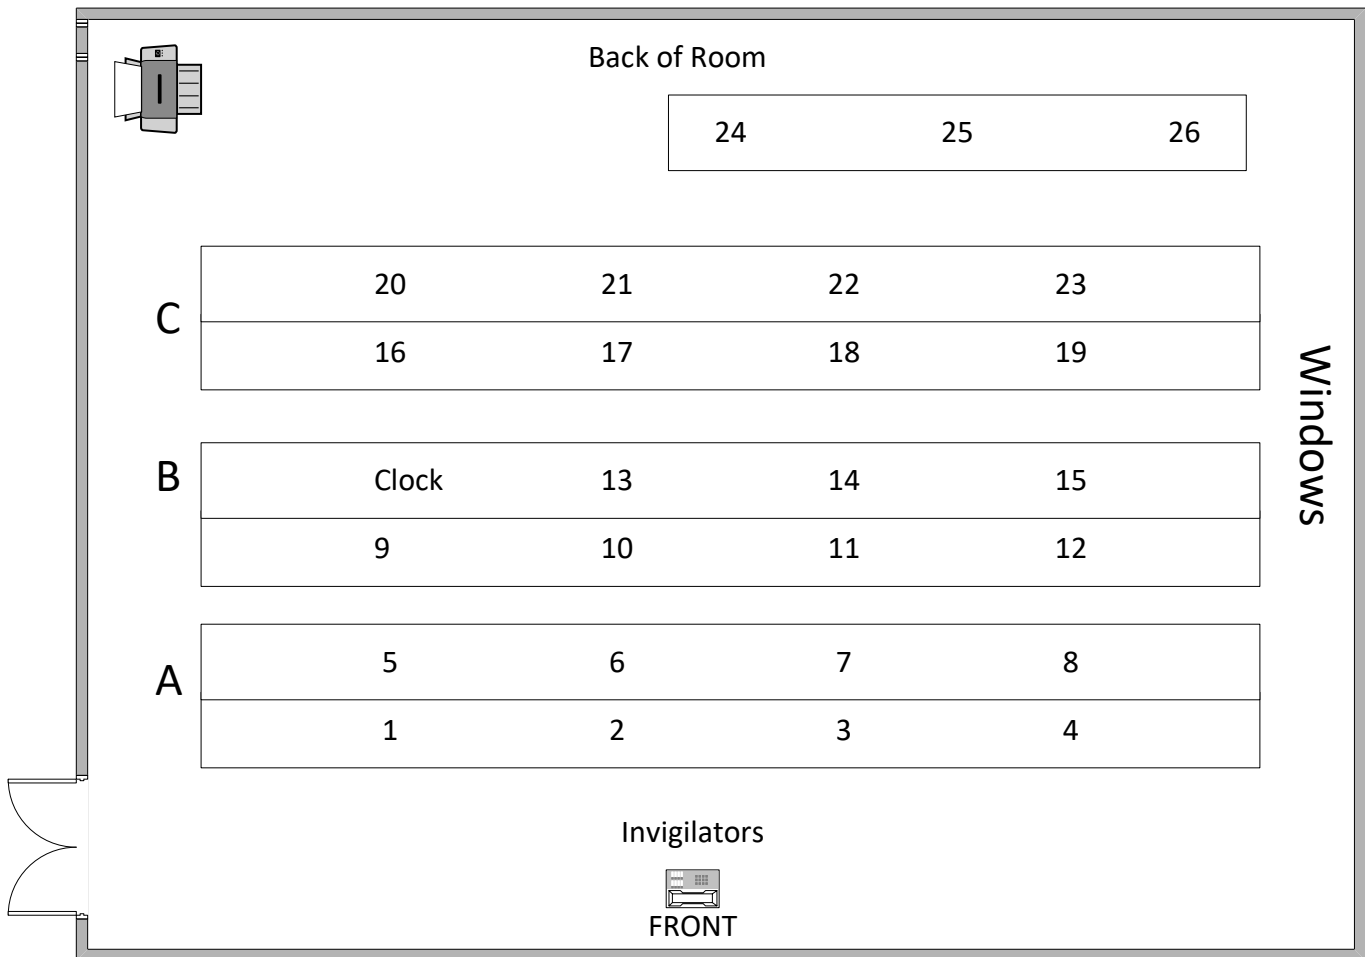 Back of Room
24 25 26
20 21 22 23
C
16 17 18 19
Windows
B
Clock 13 14 15
9 10 11 12
5 6 7 8
A
1 2 3 4
Invigilators
FRONT